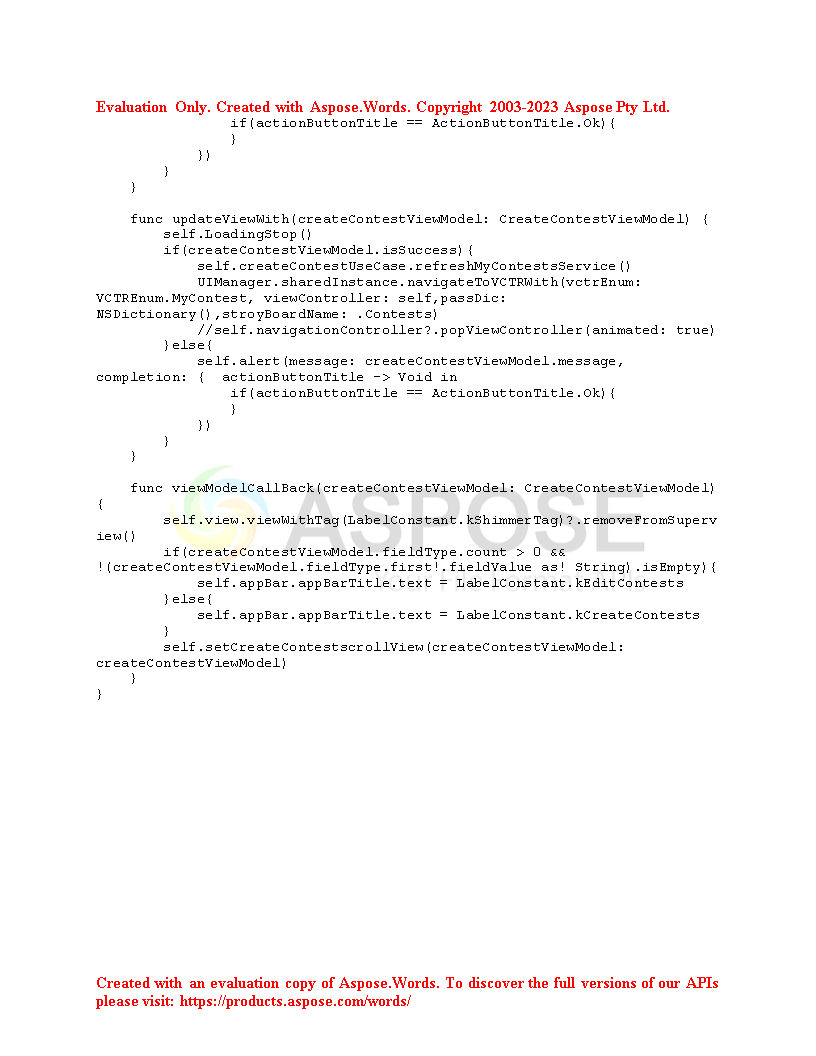 Evaluation Only. Created with Aspose.Words. Copyright 2003-2023 Aspose Pty Ltd.
if(actionButtonTitle == ActionButtonTitle.Ok){
}
})
}
}
func updateViewWith(createContestViewModel: CreateContestViewModel) {
self.LoadingStop()
if(createContestViewModel.isSuccess){
self.createContestUseCase.refreshMyContestsService()
UIManager.sharedInstance.navigateToVCTRWith(vctrEnum:
VCTREnum.MyContest, viewController: self,passDic:
NSDictionary(),stroyBoardName: .Contests)
//self.navigationController?.popViewController(animated: true)
}else{
self.alert(message: createContestViewModel.message,
completion: {  actionButtonTitle -> Void in
if(actionButtonTitle == ActionButtonTitle.Ok){
}
})
}
}
func viewModelCallBack(createContestViewModel: CreateContestViewModel)
{
ASPOSE
self.view.viewWithTag(LabelConstant.kShimmerTag)?.removeFromSuperv
iew()
if(createContestViewModel.fieldType.count > 0 &&
!(createContestViewModel.fieldType.first!.fieldValue as! String).isEmpty){
self.appBar.appBarTitle.text = LabelConstant.kEditContests
}else{
self.appBar.appBarTitle.text = LabelConstant.kCreateContests
}
self.setCreateContestscrollView(createContestViewModel:
createContestViewModel)
}
}
Created with an evaluation copy of Aspose.Words. To discover the full versions of our APIs
please visit: https://products.aspose.com/words/